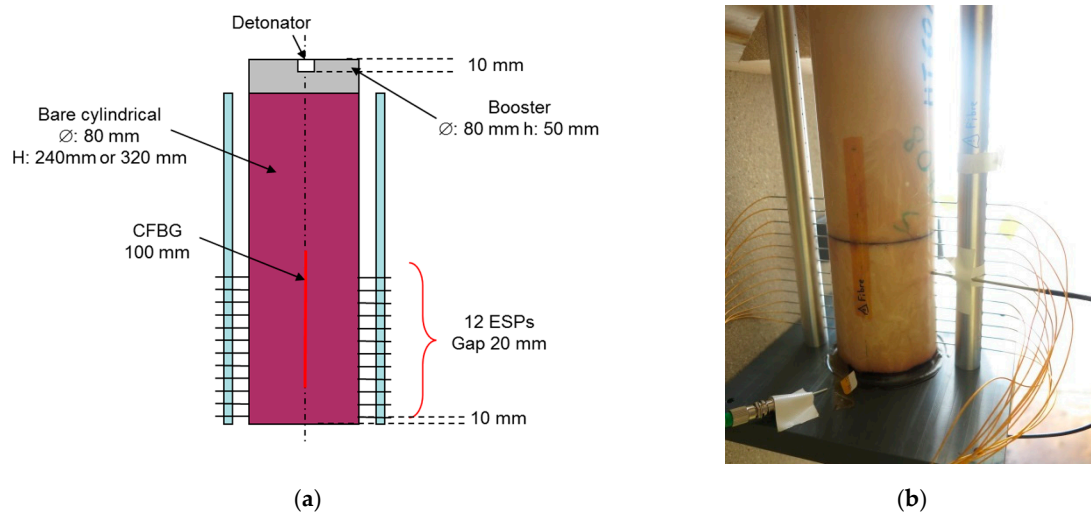 Detonator
10 mm
Bare cylindrical
∅: 80 mm
H: 240mm or 320 mm
Booster
∅: 80 mm h: 50 mm
CFBG
100 mm
12 ESPs
Gap 20 mm
10 mm
△ Fibre
△ Fibre
(a)
(b)